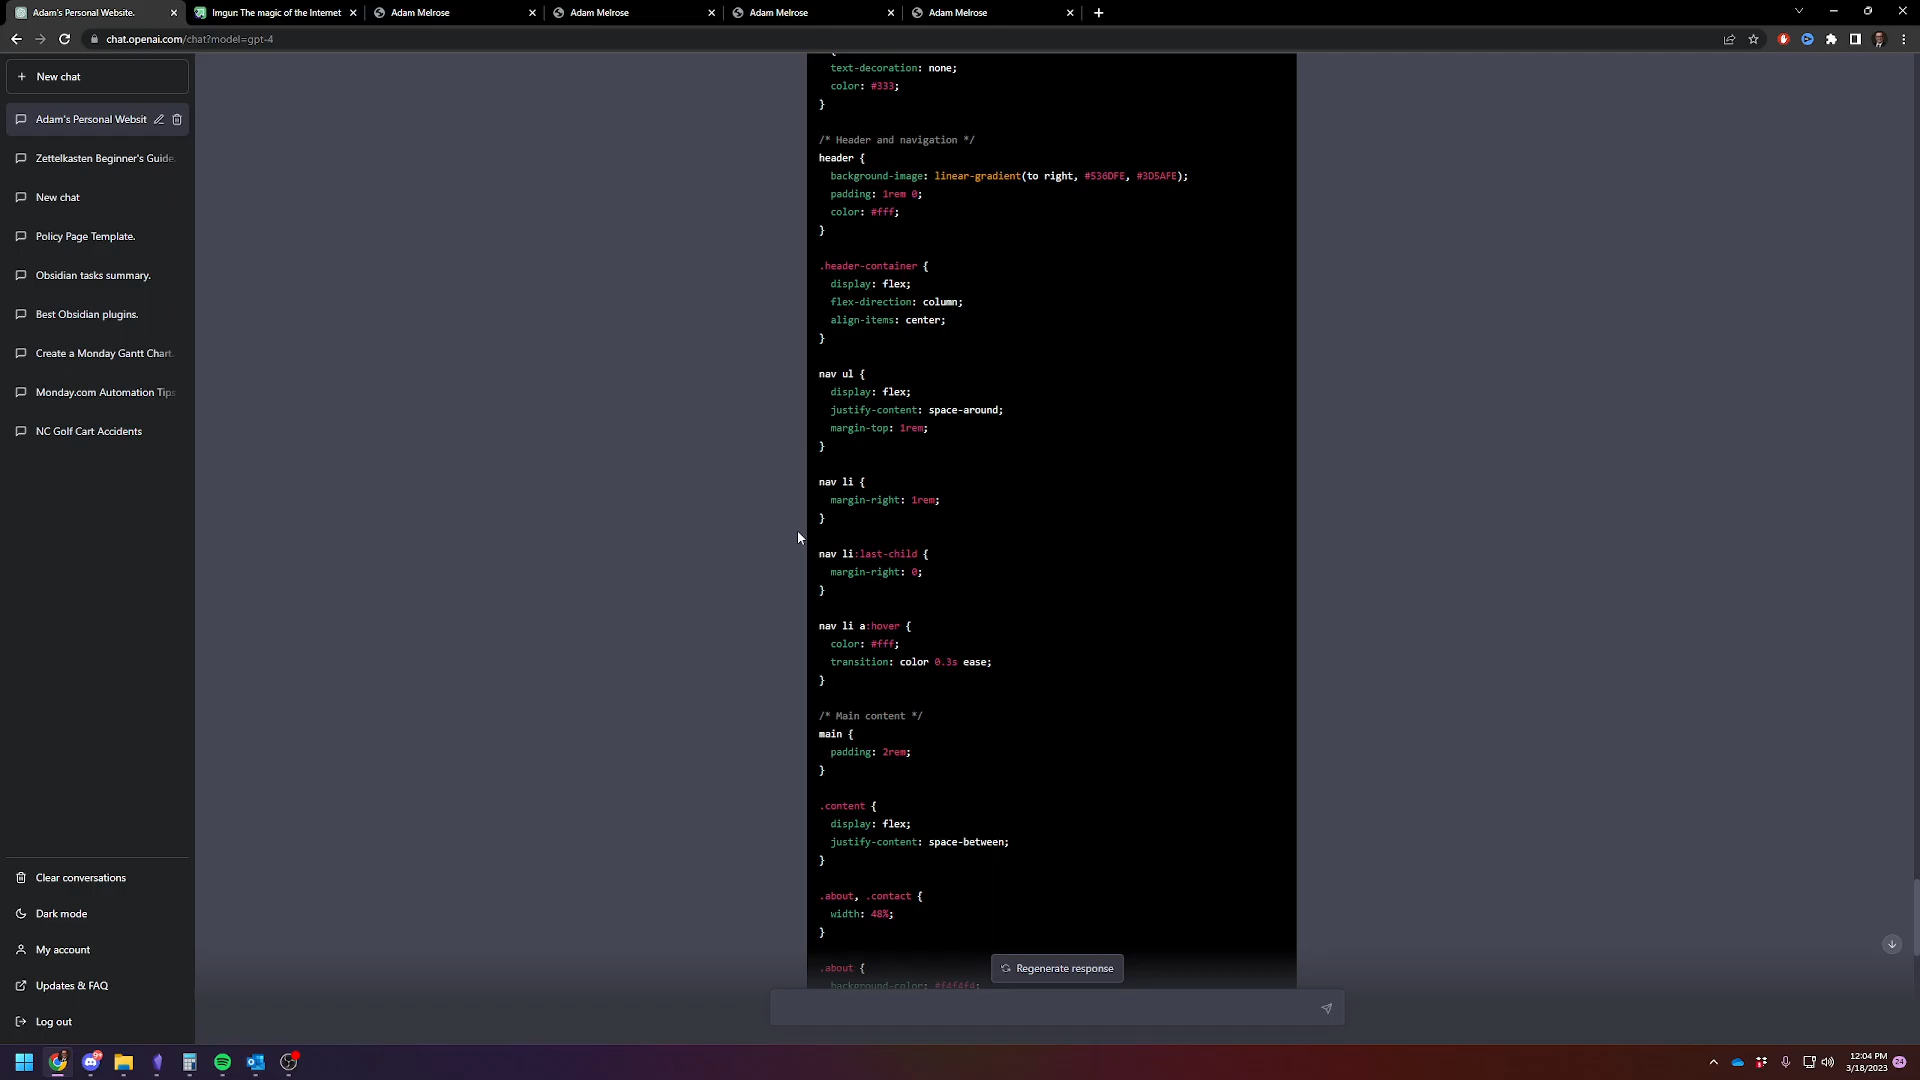 Adam's Personal Website.
Imgur: The magic of the Internet
Adam Melrose
Adam Melrose
Adam Melrose
Adam Melrose
chat.openai.com/chat?model=gpt-4
New chat
Adam's Personal Websit
Zettelkasten Beginner's Guide.
New chat
Policy Page Template.
Obsidian tasks summary.
Best Obsidian plugins.
Create a Monday Gantt Chart.
Monday.com Automation Tips
NC Golf Cart Accidents
Clear conversations
Dark mode
My account
Updates & FAQ
Log out
{
text-decoration: none;
color: #333;
}
/* Header and navigation */
header {
background-image: linear-gradient(to right, #536DFE, #3D5AFE);
padding: 1rem 0;
color: #fff;
}
.header-container {
display: flex;
flex-direction: column;
align-items: center;
}
nav ul {
display: flex;
justify-content: space-around;
margin-top: 1rem;
}
nav li {
margin-right: 1rem;
}
nav li:last-child {
margin-right: 0;
}
nav li a:hover {
color: #fff;
transition: color 0.3s ease;
}
/* Main content */
main {
padding: 2rem;
}
.content {
display: flex;
justify-content: space-between;
}
.about, .contact {
width: 48%;
}
.about {
background-color: #f4f4f4;
Regenerate response
12:04 PM
3/18/2023
24